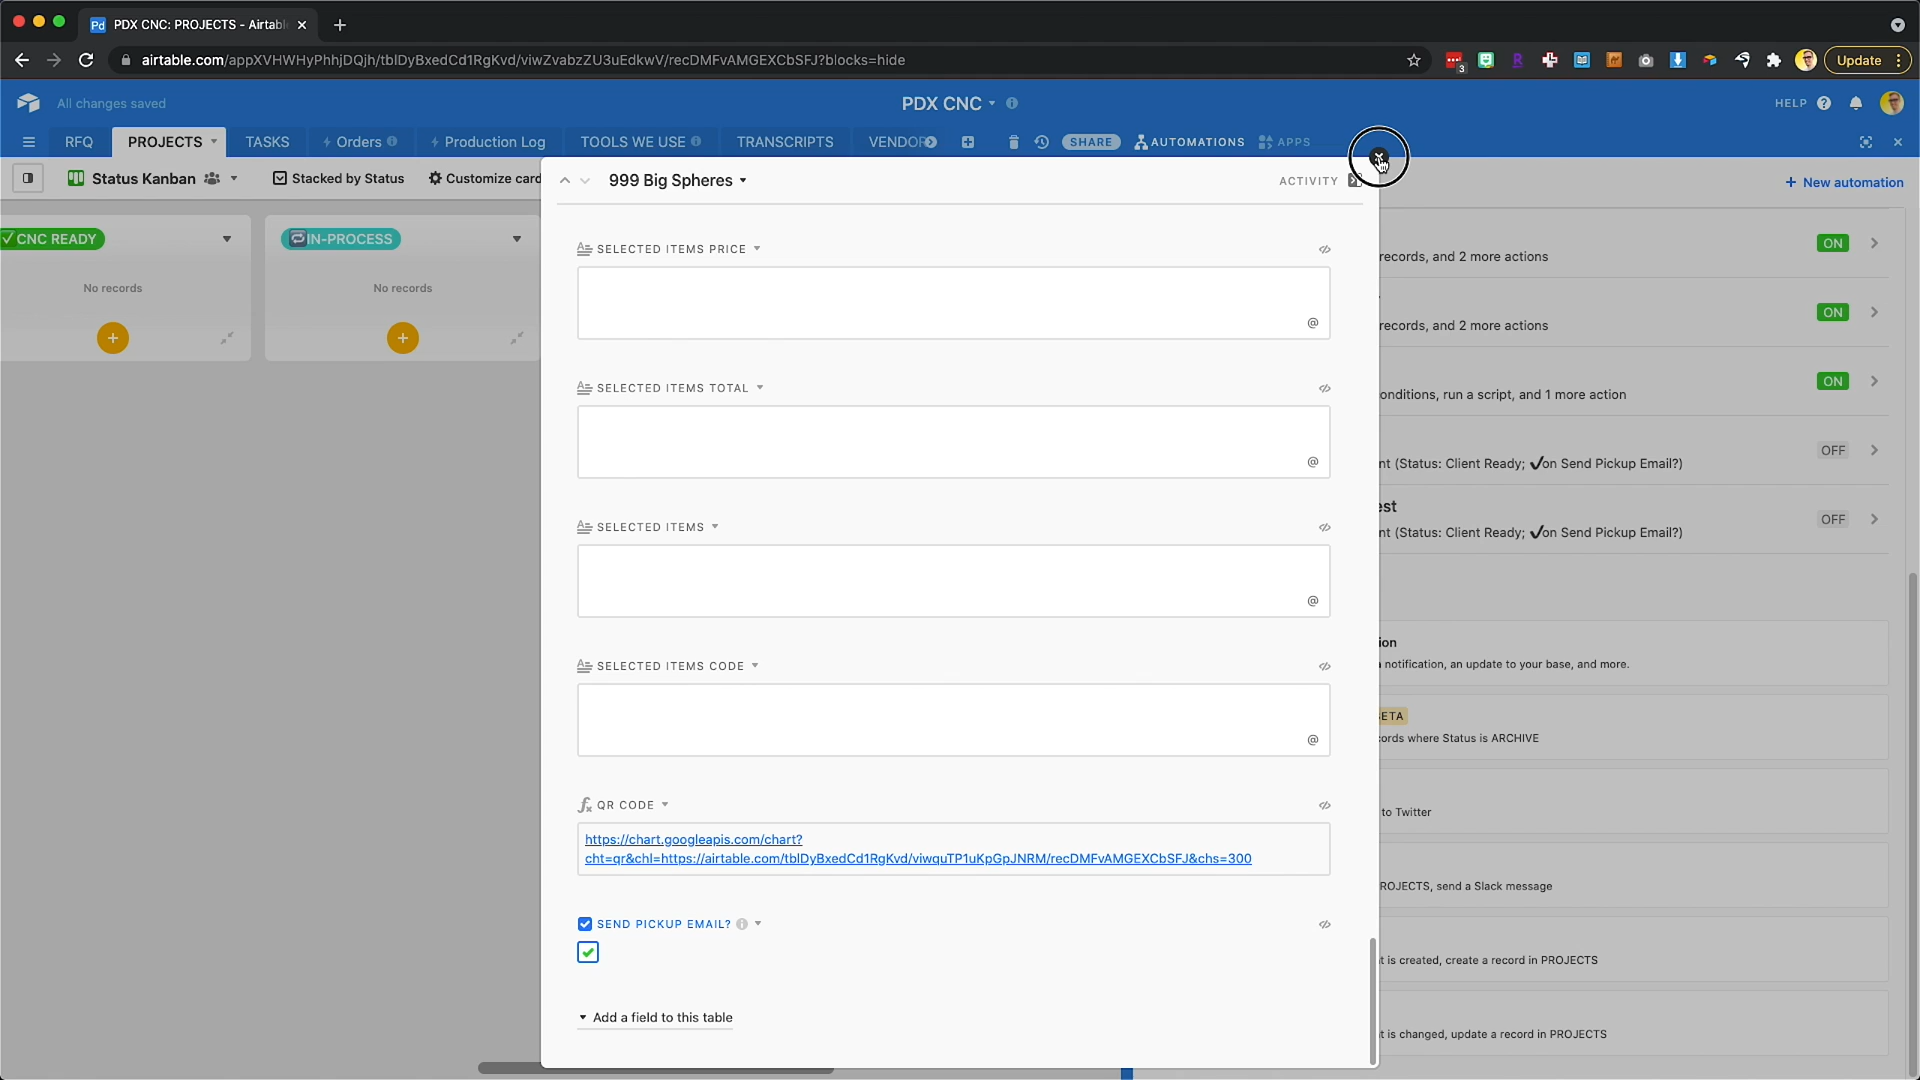 Pd PDX CNC: PROJECTS - Airtab
airtable.com/appXVHWHyPhhjDQjh/tblDyBxedCd1RgKvd/viwZvabzZU3uEdkwV/recDMFvAMGEXCbSFJ?blocks=hide
3
Update
All changes saved
PDX CNC
HELP
RFQ
PROJECTS
TASKS
Orders
Production Log
TOOLS WE USE
TRANSCRIPTS
VENDOR
SHARE
AUTOMATIONS
APPS
Status Kanban
Stacked by Status
Customize card
999 Big Spheres
ACTIVITY
+ New automation
CNC READY
IN-PROCESS
No records
No records
SELECTED ITEMS PRICE
@
SELECTED ITEMS TOTAL
@
SELECTED ITEMS
@
SELECTED ITEMS CODE
@
QR CODE
https://chart.googleapis.com/chart?
cht=qr&chl=https://airtable.com/tblDyBxedCd1RgKvd/viwquTP1uKpGpJNRM/recDMFvAMGEXCbSFJ&chs=300
SEND PICKUP EMAIL?
Add a field to this table
ON
records, and 2 more actions
ON
records, and 2 more actions
ON
onditions, run a script, and 1 more action
OFF
nt (Status: Client Ready; ✔on Send Pickup Email?)
est
OFF
nt (Status: Client Ready; ✔on Send Pickup Email?)
ion
notification, an update to your base, and more.
ETA
cords where Status is ARCHIVE
to Twitter
ROJECTS, send a Slack message
t is created, create a record in PROJECTS
t is changed, update a record in PROJECTS